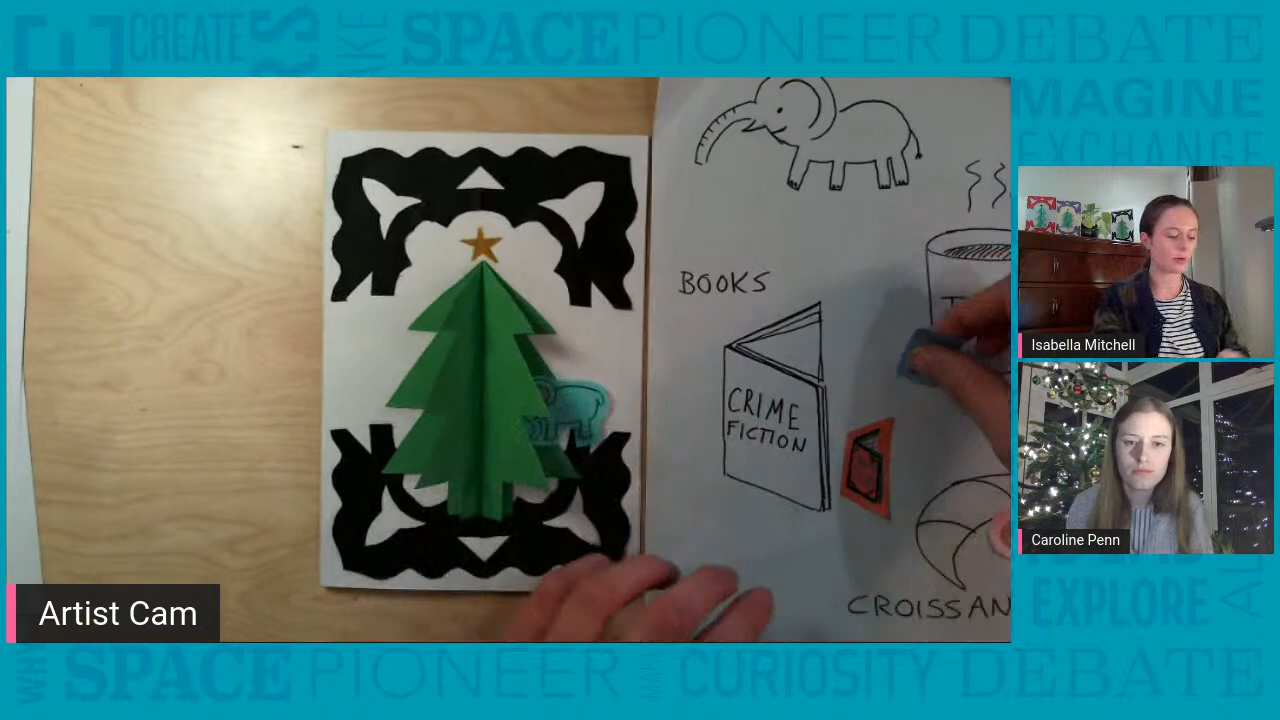 CREATE
SPACE PIONEER DEBATE
IMAGINE
EXCHANGE
BOOKS
CRIME
FICTION
CROISSAN
Isabella Mitchell
Caroline Penn
Artist Cam
EXPLORE
SPACE PIONEER
CURIOSITY DEBATE